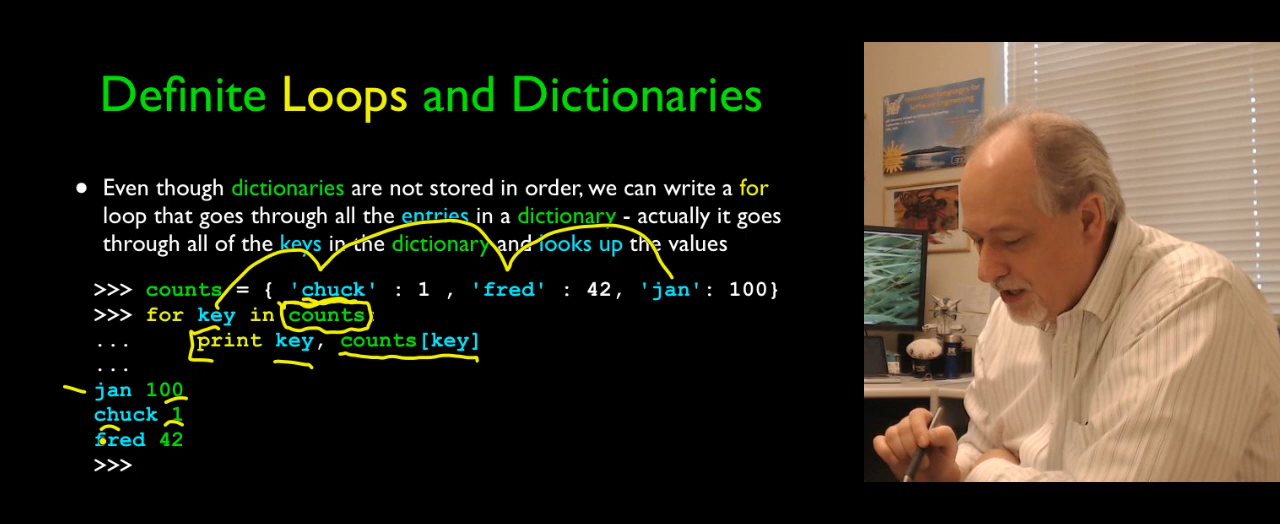 Definite Loops and Dictionaries
● Even though dictionaries are not stored in order, we can write a for
loop that goes through all the entries in a dictionary - actually it goes
through all of the keys in the dictionary and looks up the values
>>> counts = { 'chuck' : 1 , 'fred' : 42, 'jan': 100}
>>> for key in counts:
...     print key, counts[key]
...
jan 100
chuck 1
fred 42
>>>